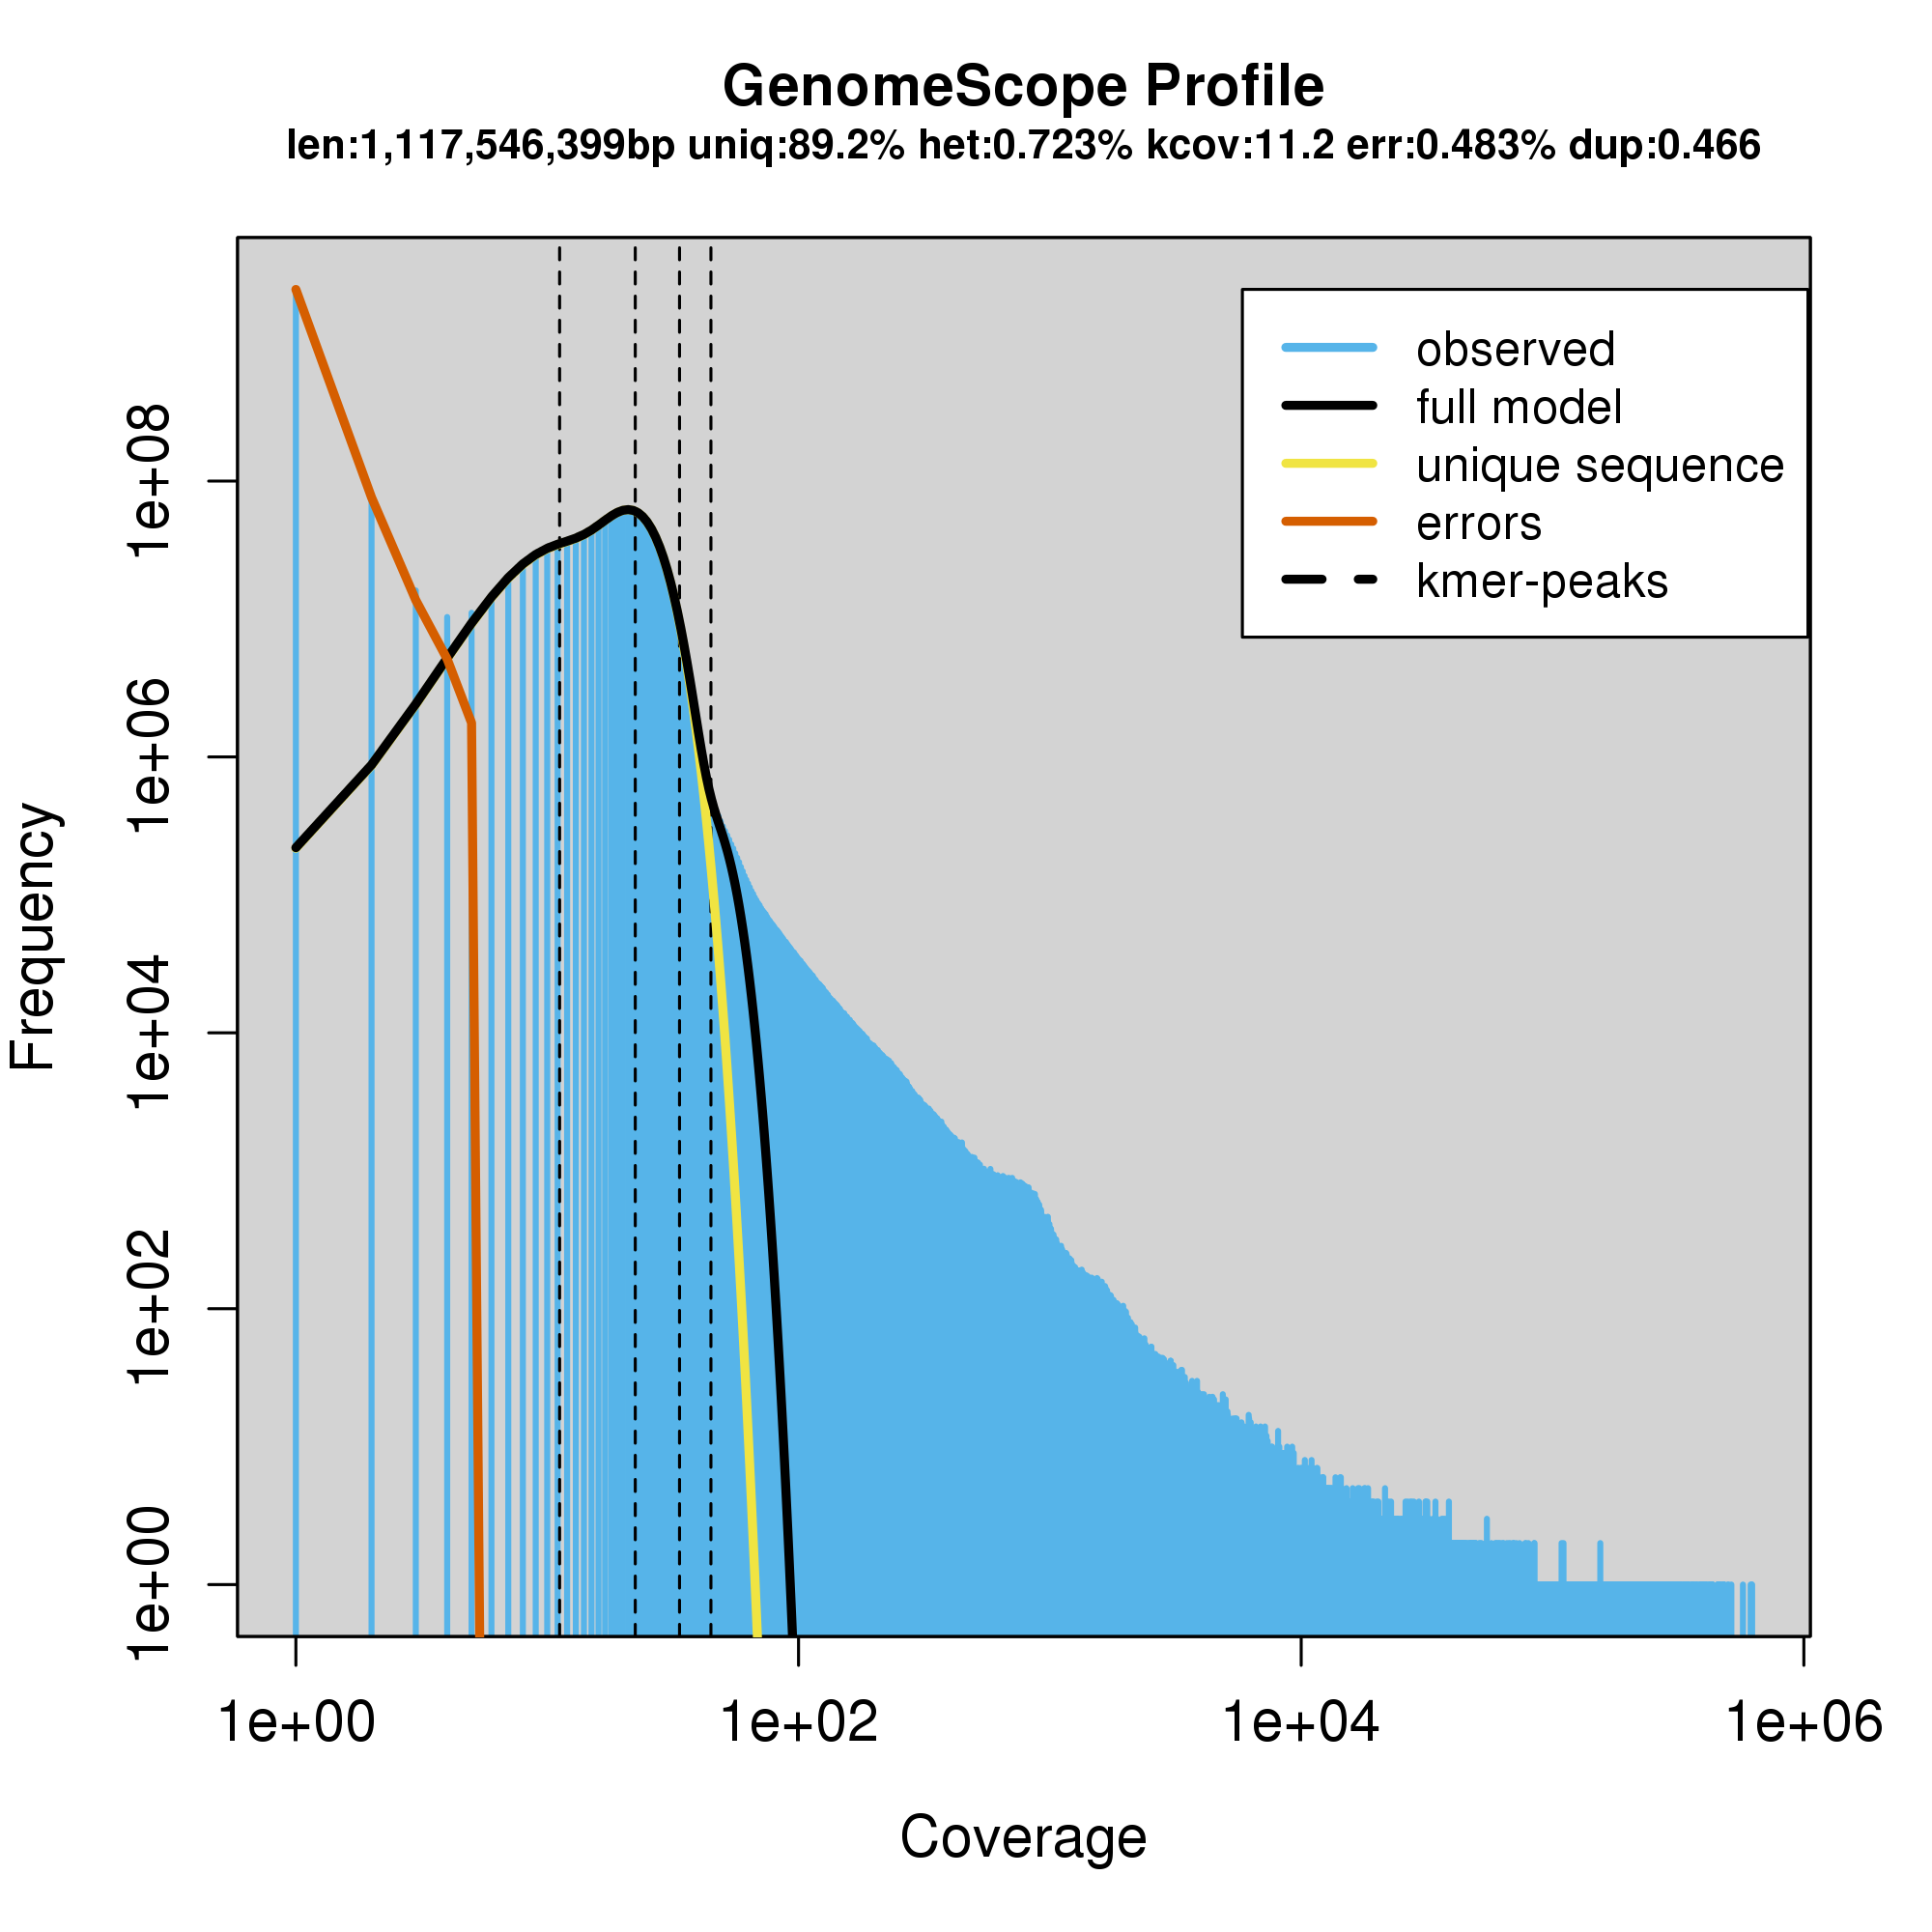 GenomeScope Profile
len:1,117,546,399bp uniq:89.2% het:0.723% kcov:11.2 err:0.483% dup:0.466
observed
full model
unique sequence
errors
kmer-peaks
Frequency
1e+08
1e+06
1e+04
1e+02
1e+00
1e+00 1e+02 1e+04 1e+06
Coverage